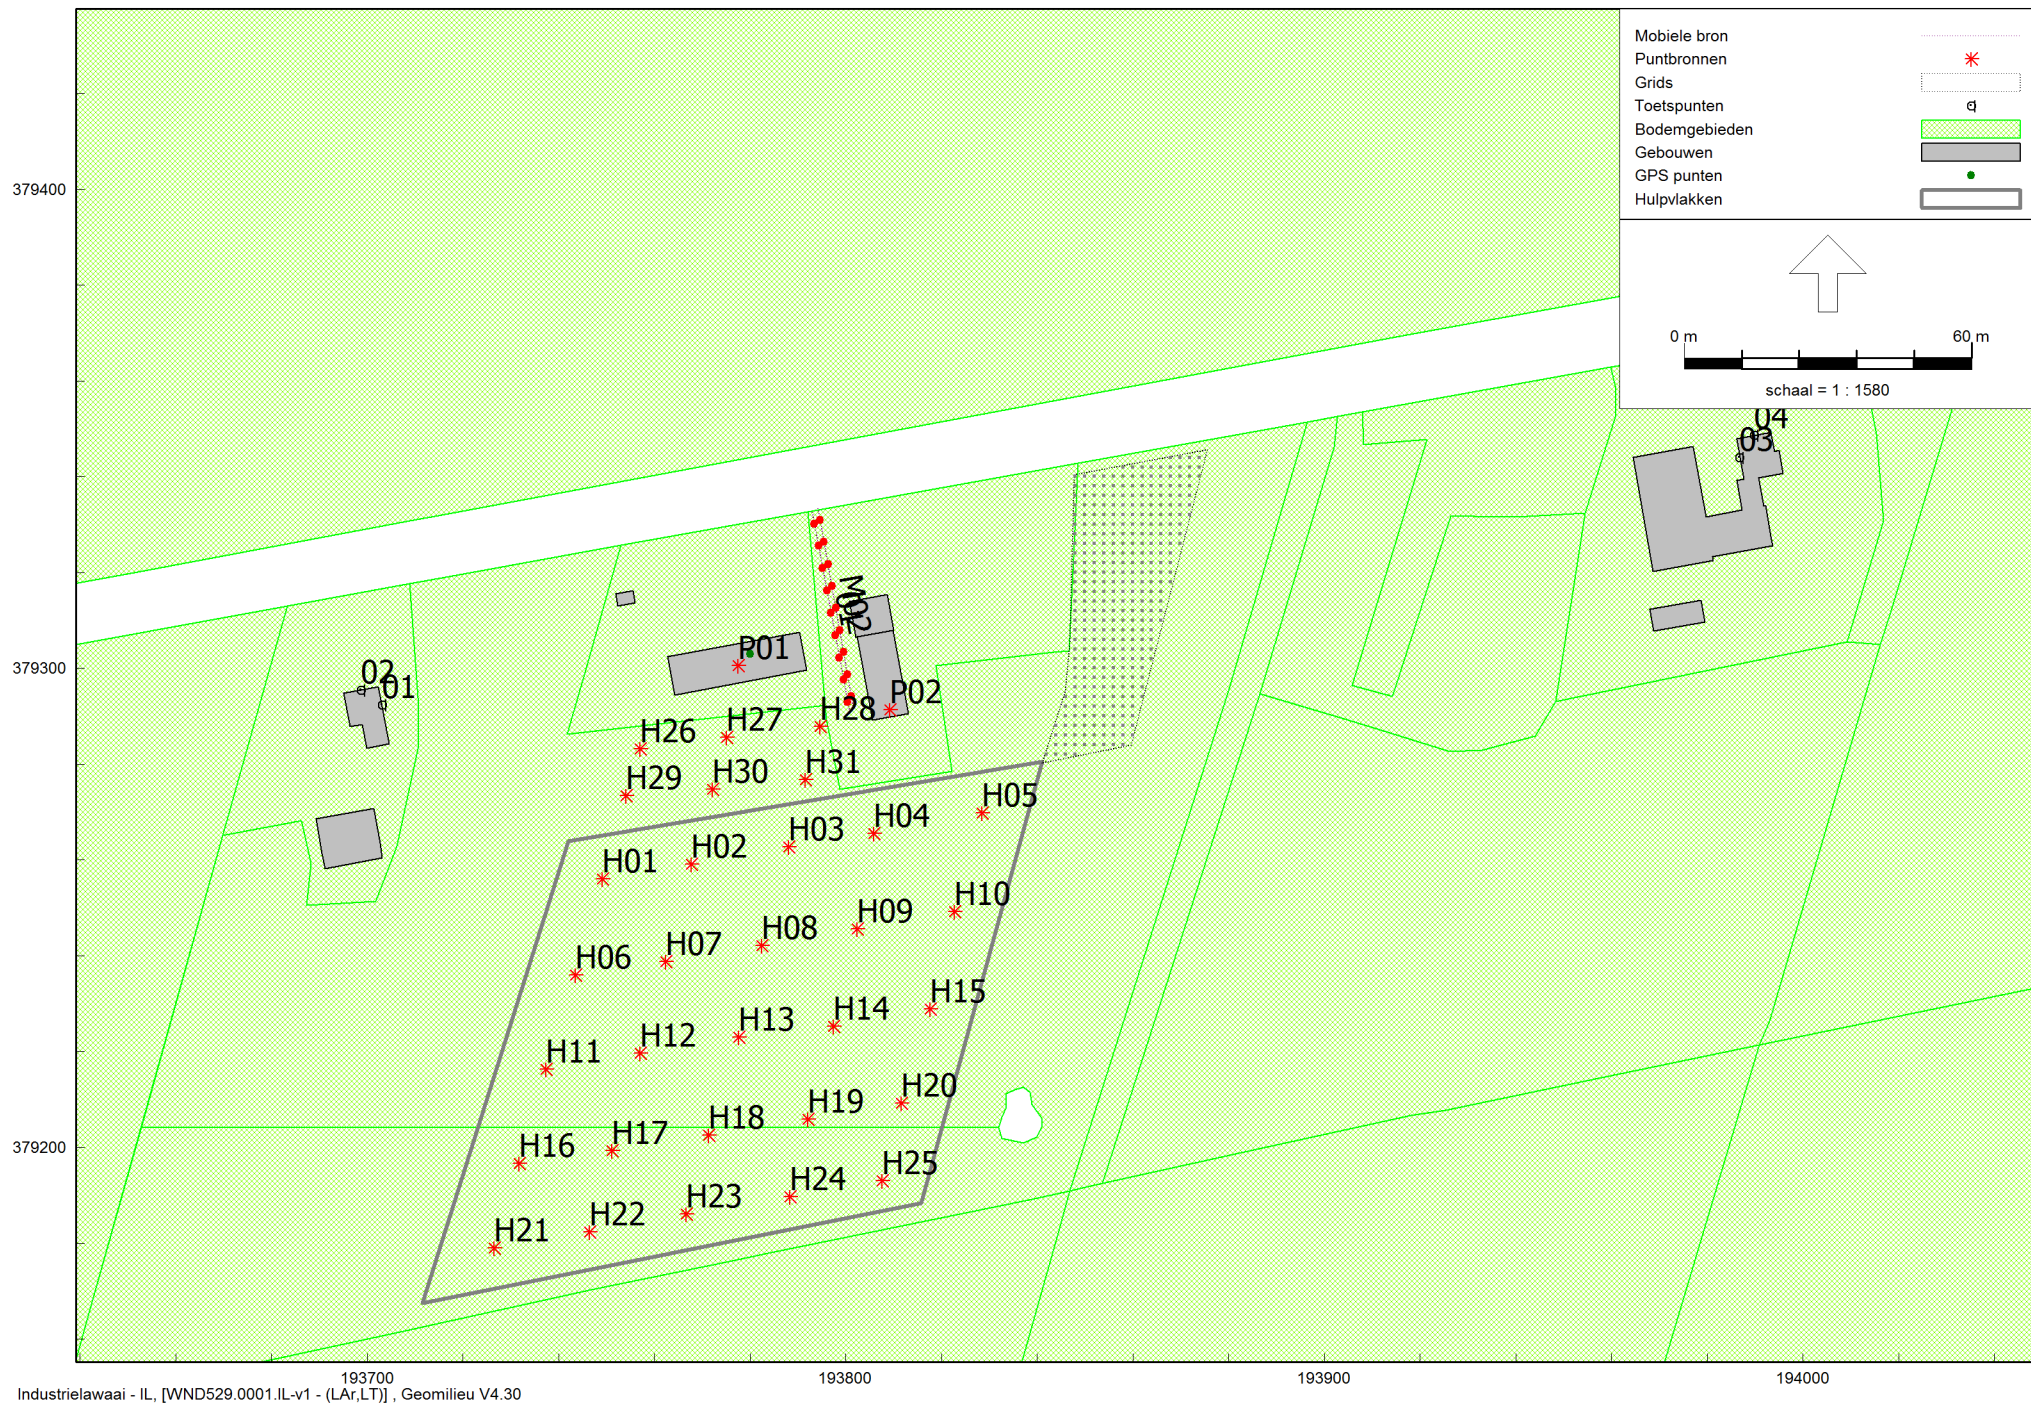 Mobiele bron
Puntbronnen
Grids
Toetspunten
Bodemgebieden
Gebouwen
GPS punten
Hulpvlakken
0 m 60 m
schaal = 1 : 1580
379400
379300
379200
04
03
02
01
P01
P02
H28
H27
H26
H31
H30
H29
H05
H04
H03
H02
H01
H10
H09
H08
H07
H06
H15
H14
H13
H12
H11
H20
H19
H18
H17
H16
H25
H24
H23
H22
H21
193700 193800 193900 194000
Industrielawaai - IL, [WND529.0001.IL-v1 - (LAr,LT)] , Geomilieu V4.30